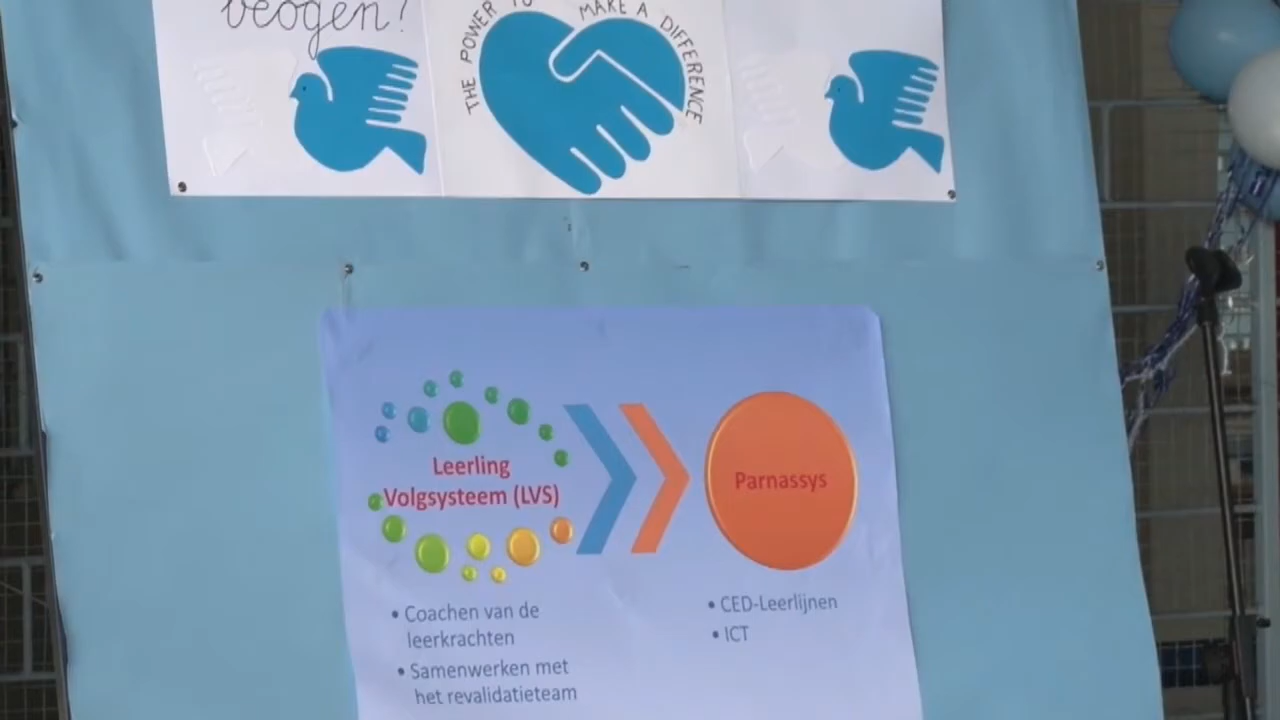 veogen!
THE POWER TO MAKE A DIFFERENCE
Leerling
Volgsysteem (LVS)
Parnassys
• Coachen van de
leerkrachten
• Samenwerken met
het revalidatieteam
• CED-Leerlijnen
• ICT